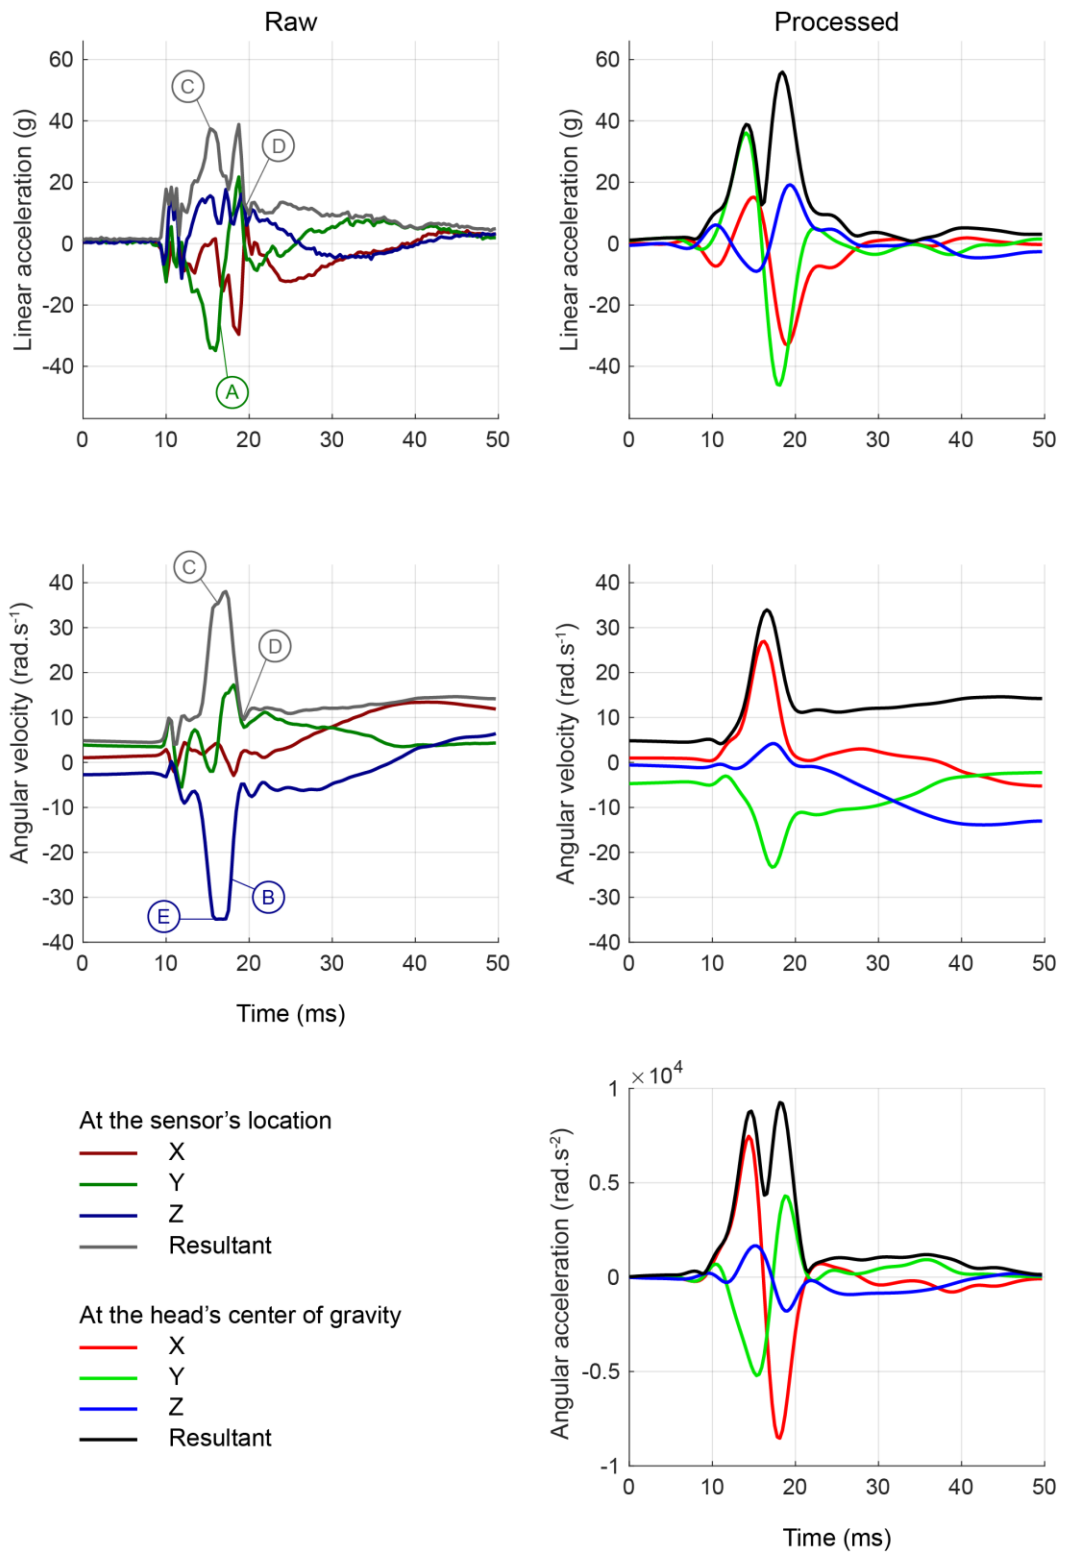 Raw
Processed
Linear acceleration (g)
60
40
20
0
-20
-40
0 10 20 30 40 50
C
D
A
Linear acceleration (g)
60
40
20
0
-20
-40
0 10 20 30 40 50
Angular velocity (rad.s-1)
40
30
20
10
0
-10
-20
-30
-40
0 10 20 30 40 50
C
D
B
E
Time (ms)
Angular velocity (rad.s-1)
40
30
20
10
0
-10
-20
-30
-40
0 10 20 30 40 50
At the sensor’s location
X
Y
Z
Resultant
At the head’s center of gravity
X
Y
Z
Resultant
Angular acceleration (rad.s-2)
×104
1
0.5
0
-0.5
-1
0 10 20 30 40 50
Time (ms)